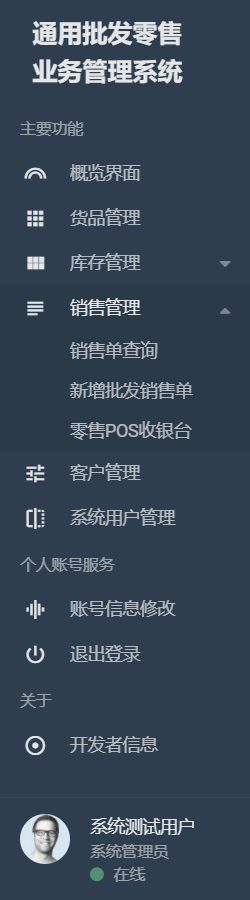 通用批发零售
业务管理系统
主要功能
概览界面
货品管理
库存管理
销售管理
销售单查询
新增批发销售单
零售POS收银台
客户管理
系统用户管理
个人账号服务
账号信息修改
退出登录
关于
开发者信息
系统测试用户
系统管理员
在线